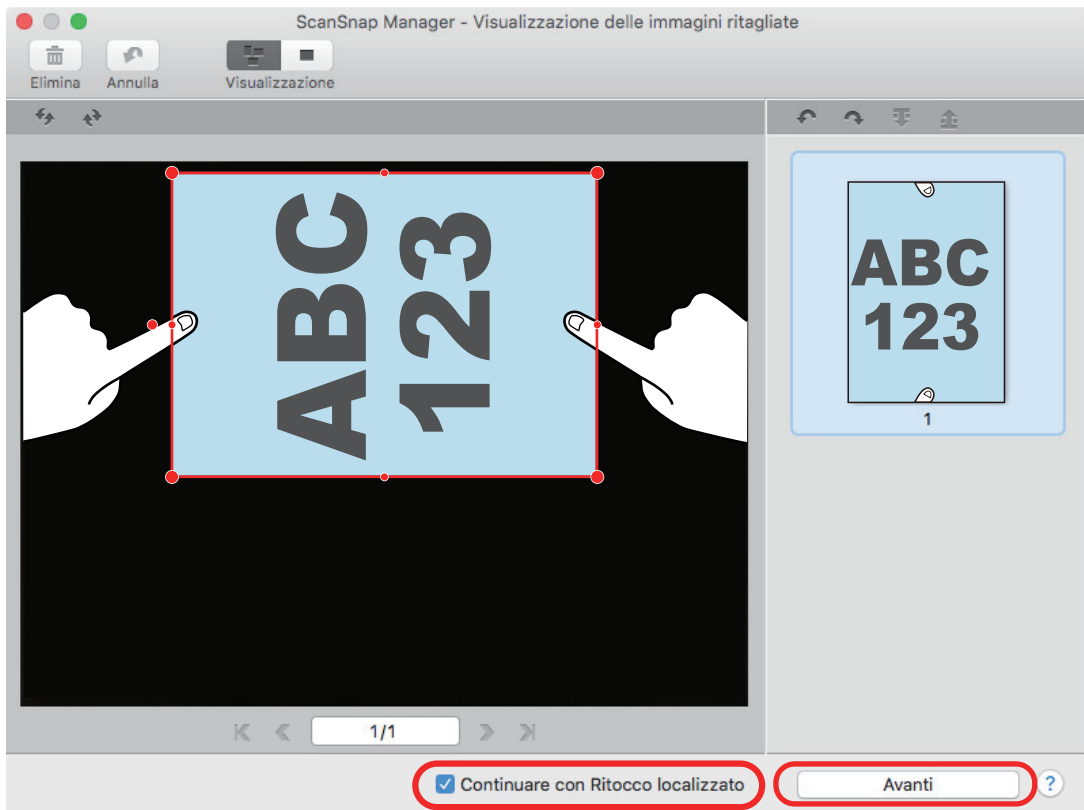 ScanSnap Manager - Visualizzazione delle immagini ritagliate
Elimina Annulla Visualizzazione
ABC
123
ABC
123
1
1/1
Continuare con Ritocco localizzato
Avanti
?